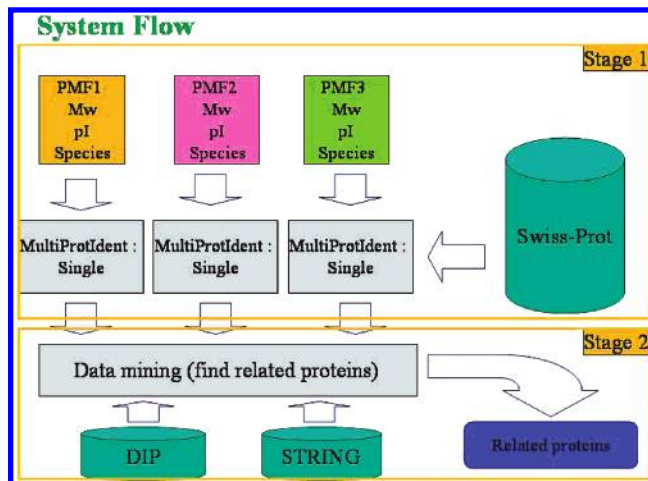 System Flow
Stage 1
PMF1
Mw
pI
Species
PMF2
Mw
pI
Species
PMF3
Mw
pI
Species
MultiProtIdent :
Single
MultiProtIdent :
Single
MultiProtIdent :
Single
Swiss-Prot
Stage 2
Data mining (find related proteins)
DIP
STRING
Related proteins